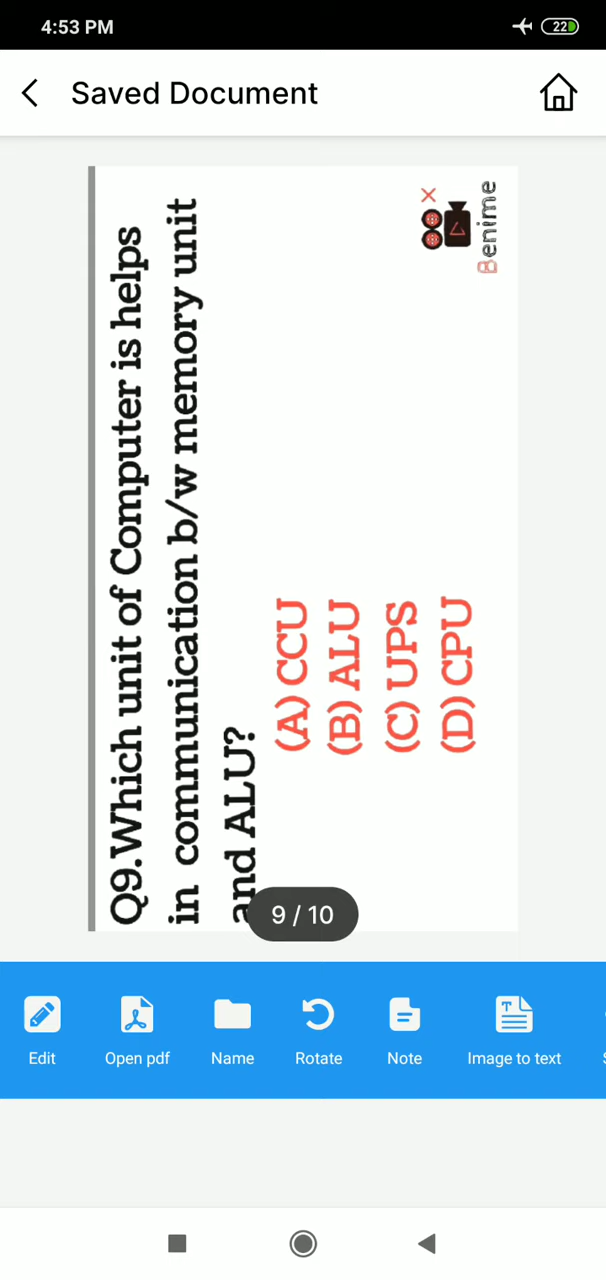 4:53 PM
22
Saved Document
Q9.Which unit of Computer is helps
in communication b/w memory unit
and ALU?
(A) CCU
(B) ALU
(C) UPS
(D) CPU
Benime
9 / 10
Edit
Open pdf
Name
Rotate
Note
Image to text